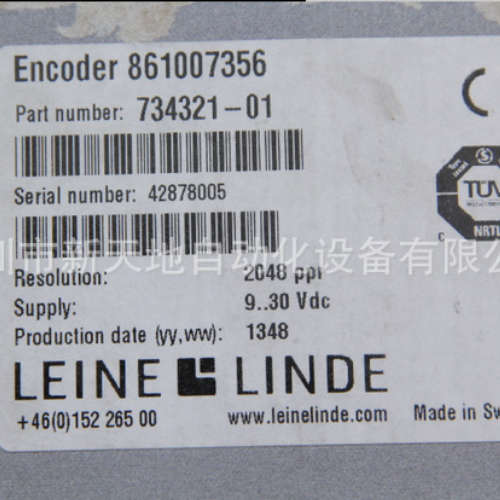 Encoder 861007356
Part number: 734321-01
Serial number: 42878005
圳市新天地自动化设备有限公
Resolution: 2048 ppr
Supply: 9..30 Vdc
Production date (yy,ww): 1348
LEINE LINDE
+46(0)152 265 00 www.leinelinde.com Made in Sw
TÜV
NRTL
C